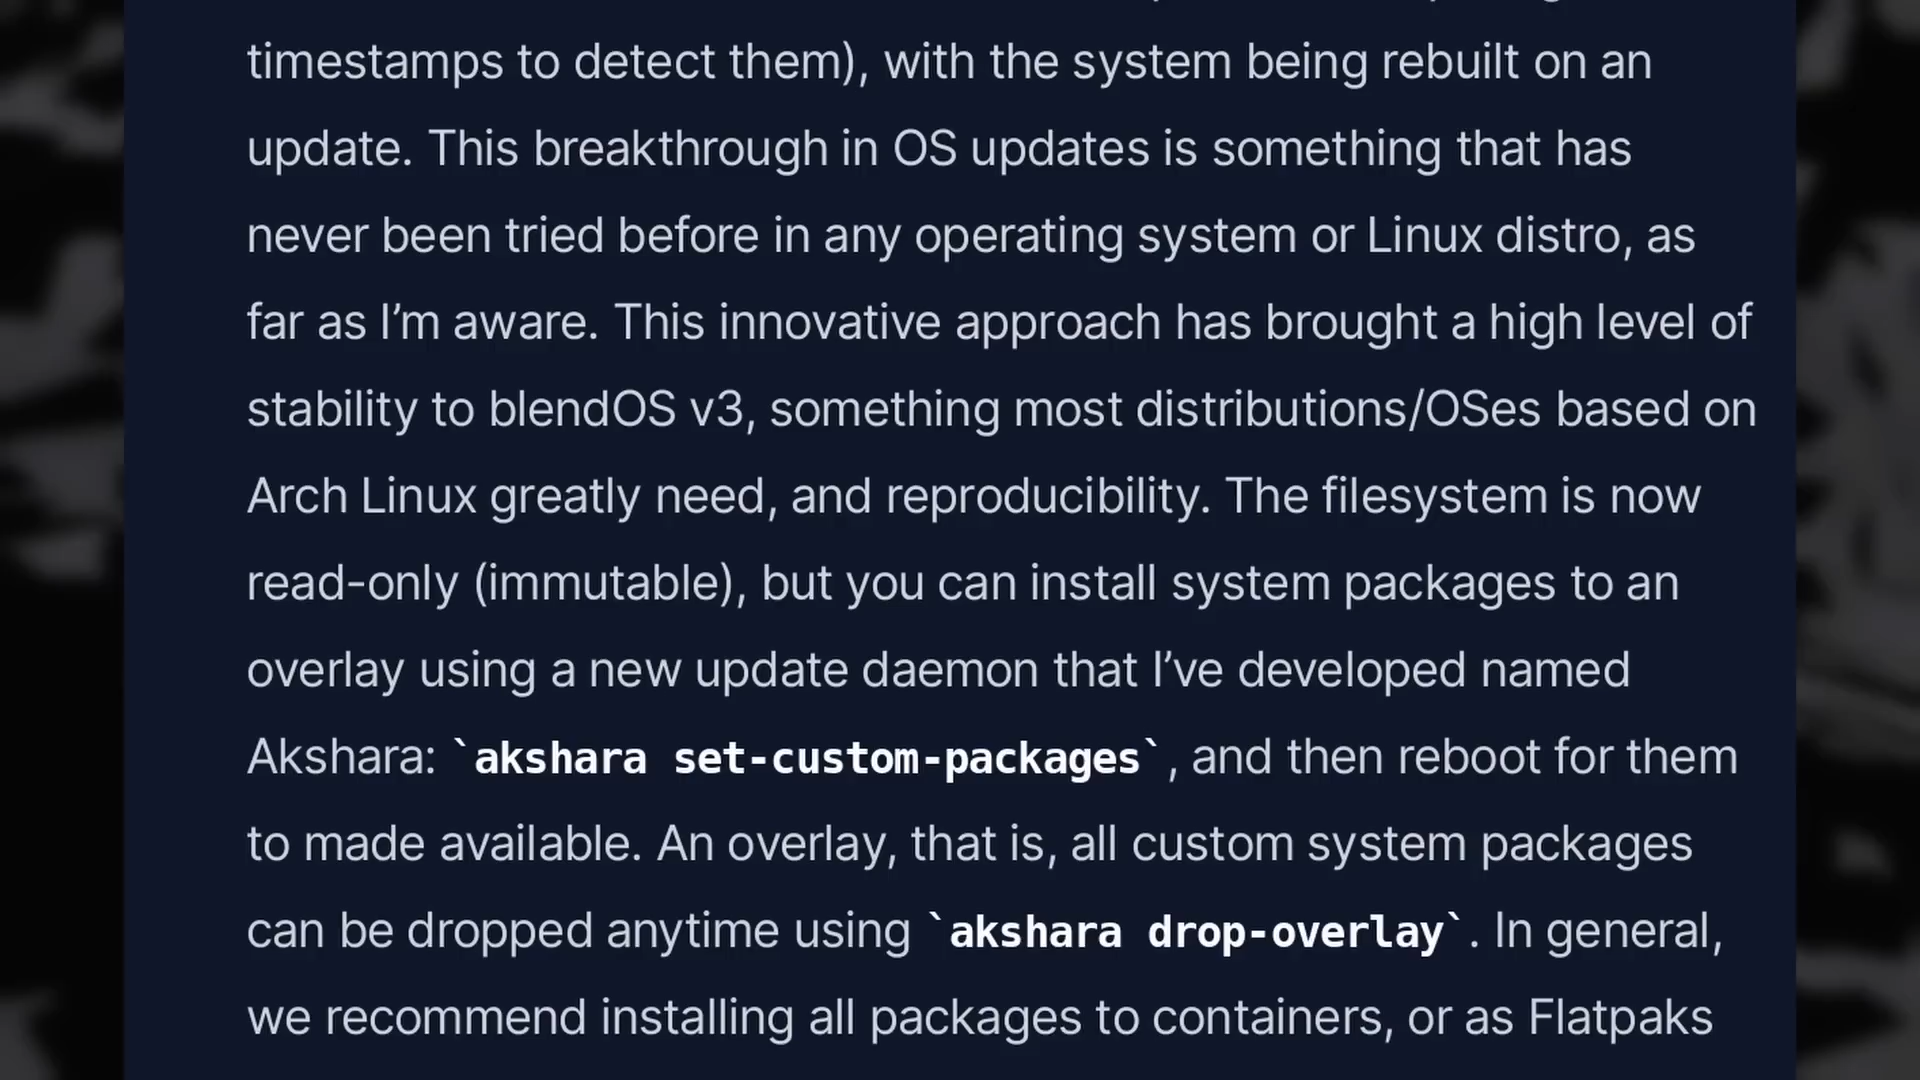 timestamps to detect them), with the system being rebuilt on an
update. This breakthrough in OS updates is something that has
never been tried before in any operating system or Linux distro, as
far as I’m aware. This innovative approach has brought a high level of
stability to blendOS v3, something most distributions/OSes based on
Arch Linux greatly need, and reproducibility. The filesystem is now
read-only (immutable), but you can install system packages to an
overlay using a new update daemon that I’ve developed named
Akshara: `akshara set-custom-packages`, and then reboot for them
to made available. An overlay, that is, all custom system packages
can be dropped anytime using `akshara drop-overlay`. In general,
we recommend installing all packages to containers, or as Flatpaks